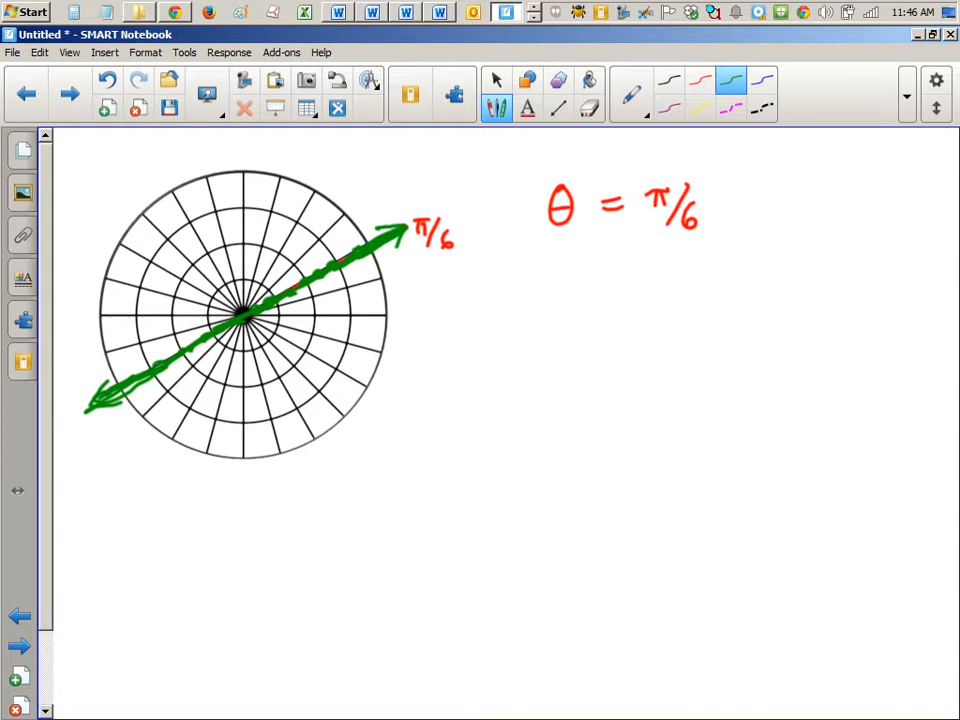 Start
11:46 AM
Untitled * - SMART Notebook
File Edit View Insert Format Tools Response Add-ons Help
θ = π/6
π/6